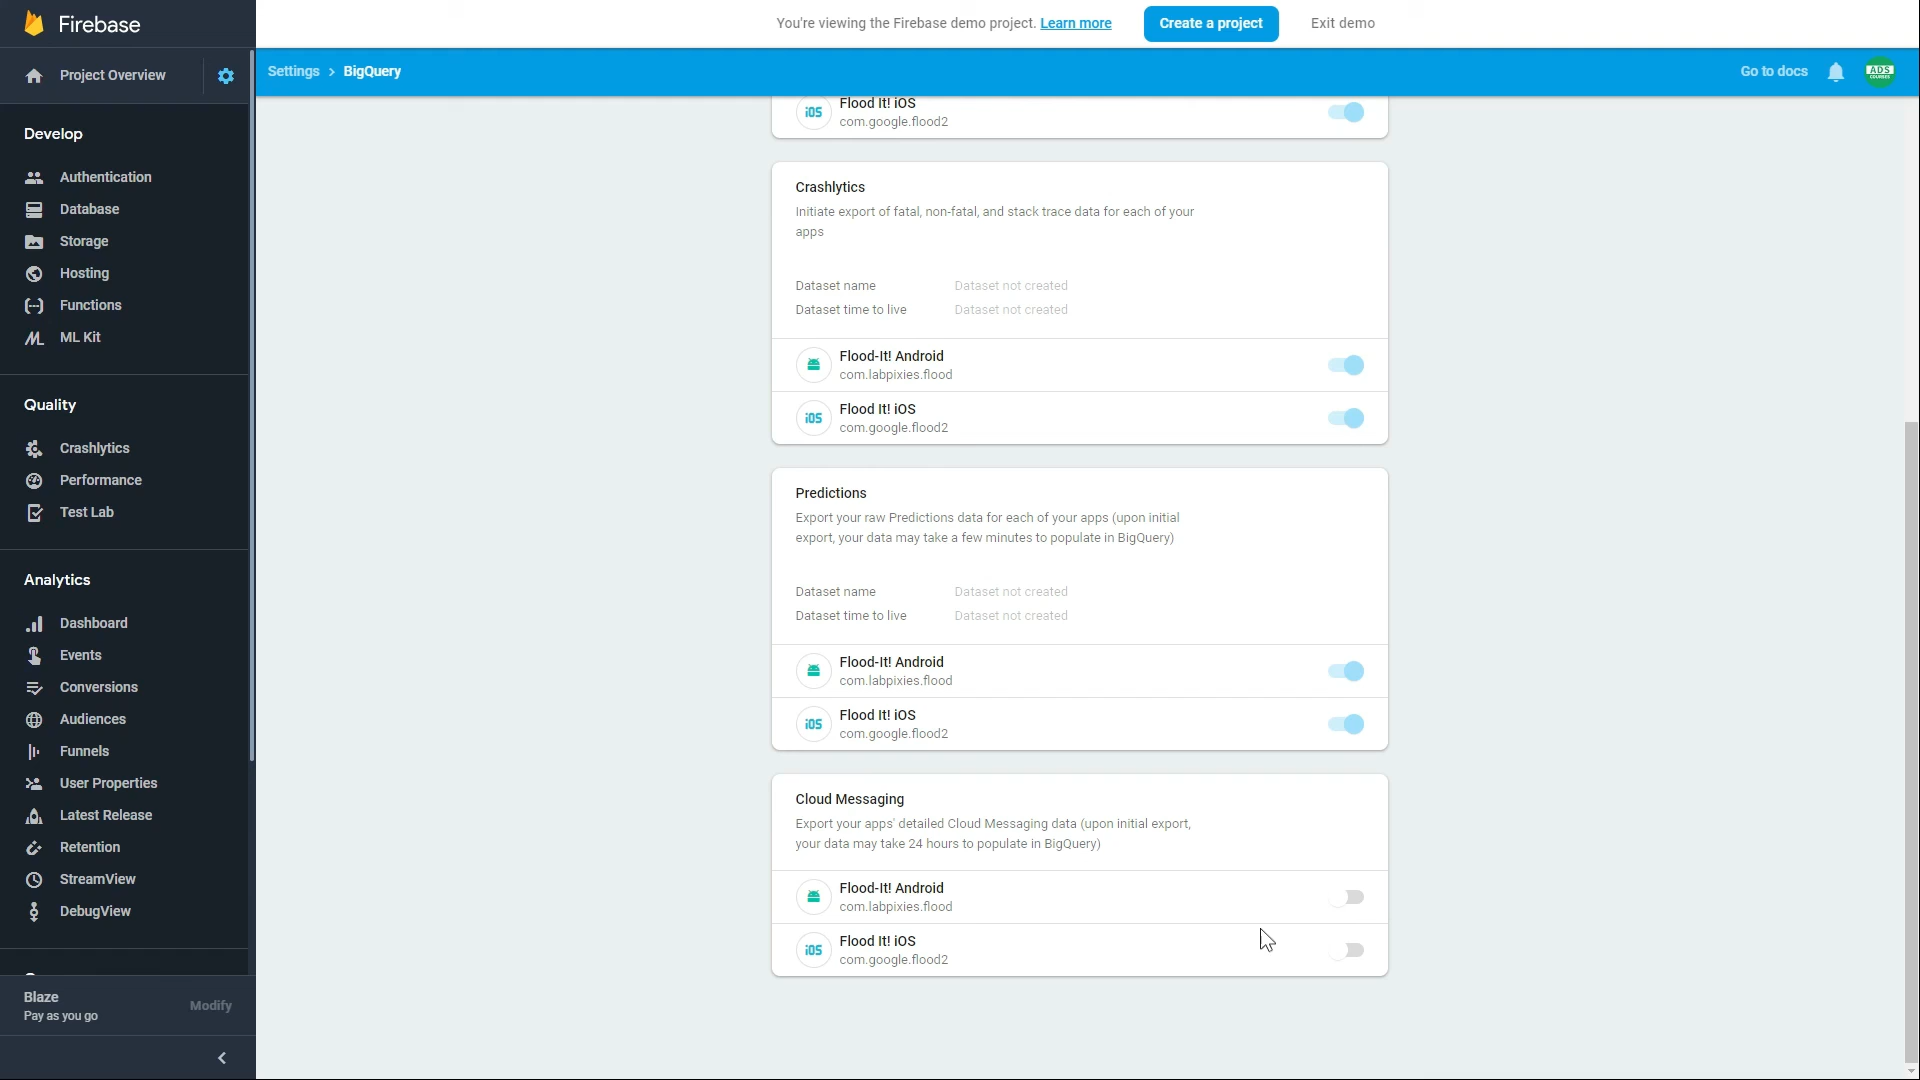 Firebase
You're viewing the Firebase demo project. Learn more
Create a project
Exit demo
Project Overview
Settings > BigQuery
Go to docs
ADS
COURSES
Develop
Authentication
Database
Storage
Hosting
Functions
ML Kit
Quality
Crashlytics
Performance
Test Lab
Analytics
Dashboard
Events
Conversions
Audiences
Funnels
User Properties
Latest Release
Retention
StreamView
DebugView
Blaze
Pay as you go
Modify
iOS
Flood It! iOS
com.google.flood2
Crashlytics
Initiate export of fatal, non-fatal, and stack trace data for each of your
apps
Dataset name Dataset not created
Dataset time to live Dataset not created
Flood-It! Android
com.labpixies.flood
iOS
Flood It! iOS
com.google.flood2
Predictions
Export your raw Predictions data for each of your apps (upon initial
export, your data may take a few minutes to populate in BigQuery)
Dataset name Dataset not created
Dataset time to live Dataset not created
Flood-It! Android
com.labpixies.flood
iOS
Flood It! iOS
com.google.flood2
Cloud Messaging
Export your apps' detailed Cloud Messaging data (upon initial export,
your data may take 24 hours to populate in BigQuery)
Flood-It! Android
com.labpixies.flood
iOS
Flood It! iOS
com.google.flood2